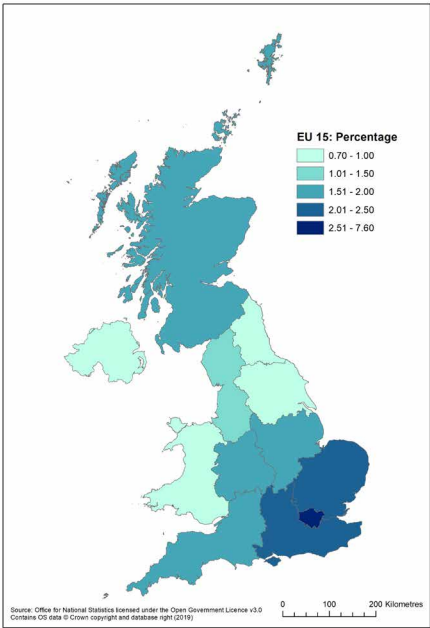 EU 15: Percentage
0.70 - 1.00
1.01 - 1.50
1.51 - 2.00
2.01 - 2.50
2.51 - 7.60
Source: Office for National Statistics licensed under the Open Government Licence v3.0
Contains OS data © Crown copyright and database right (2019)
0 100 200 Kilometres